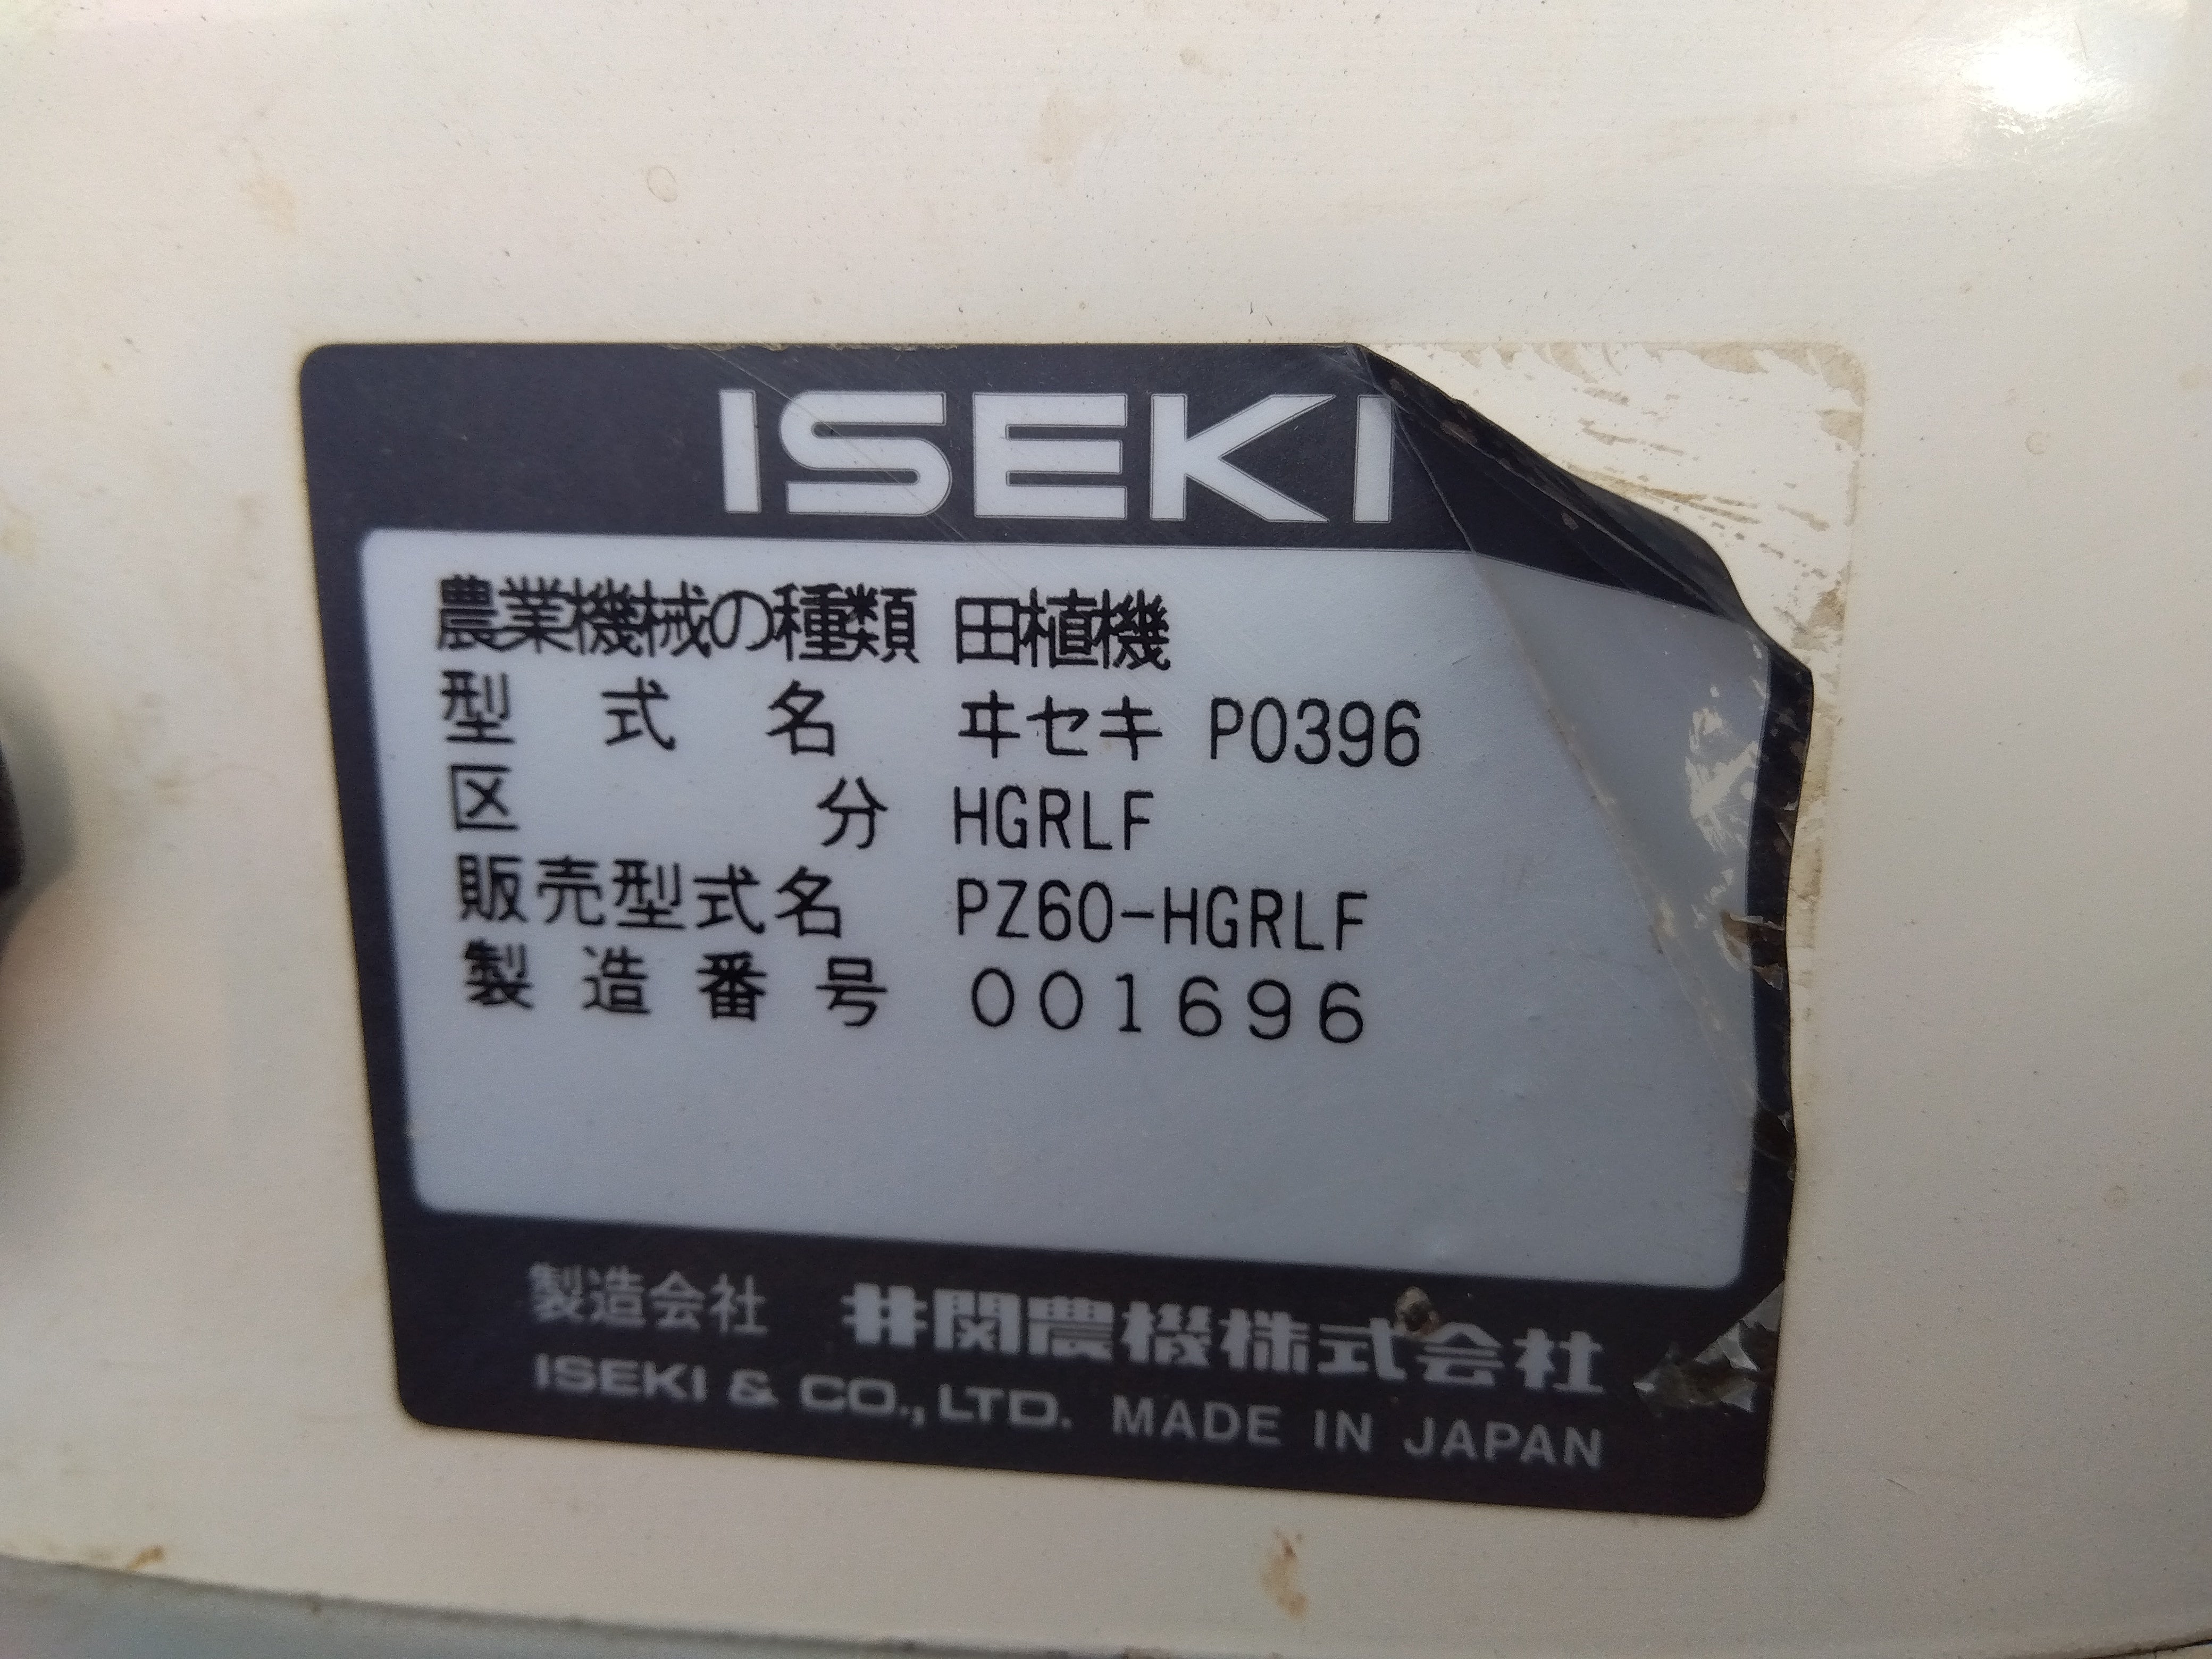 ISEKI
農業機械の種類 田植機
型式名 ヰセキ P0396
区分 HGRLF
販売型式名 PZ60-HGRLF
製造番号 001696
製造会社 井関農機株式会社
ISEKI & CO., LTD. MADE IN JAPAN